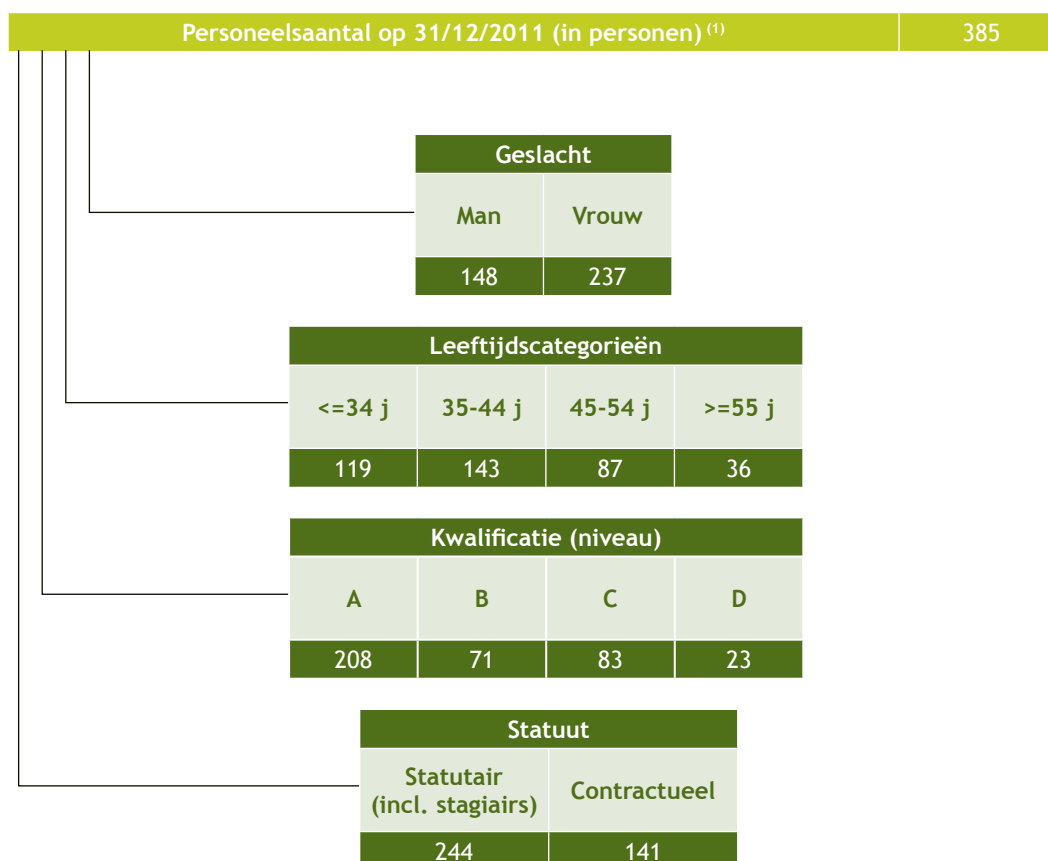 Personeelsaantal op 31/12/2011 (in personen) (1) 385
Geslacht
Man Vrouw
148 237
Leeftijdscategorieën
<=34 j 35-44 j 45-54 j >=55 j
119 143 87 36
Kwalificatie (niveau)
A B C D
208 71 83 23
Statuut
Statutair
(incl. stagiairs) Contractueel
244 141